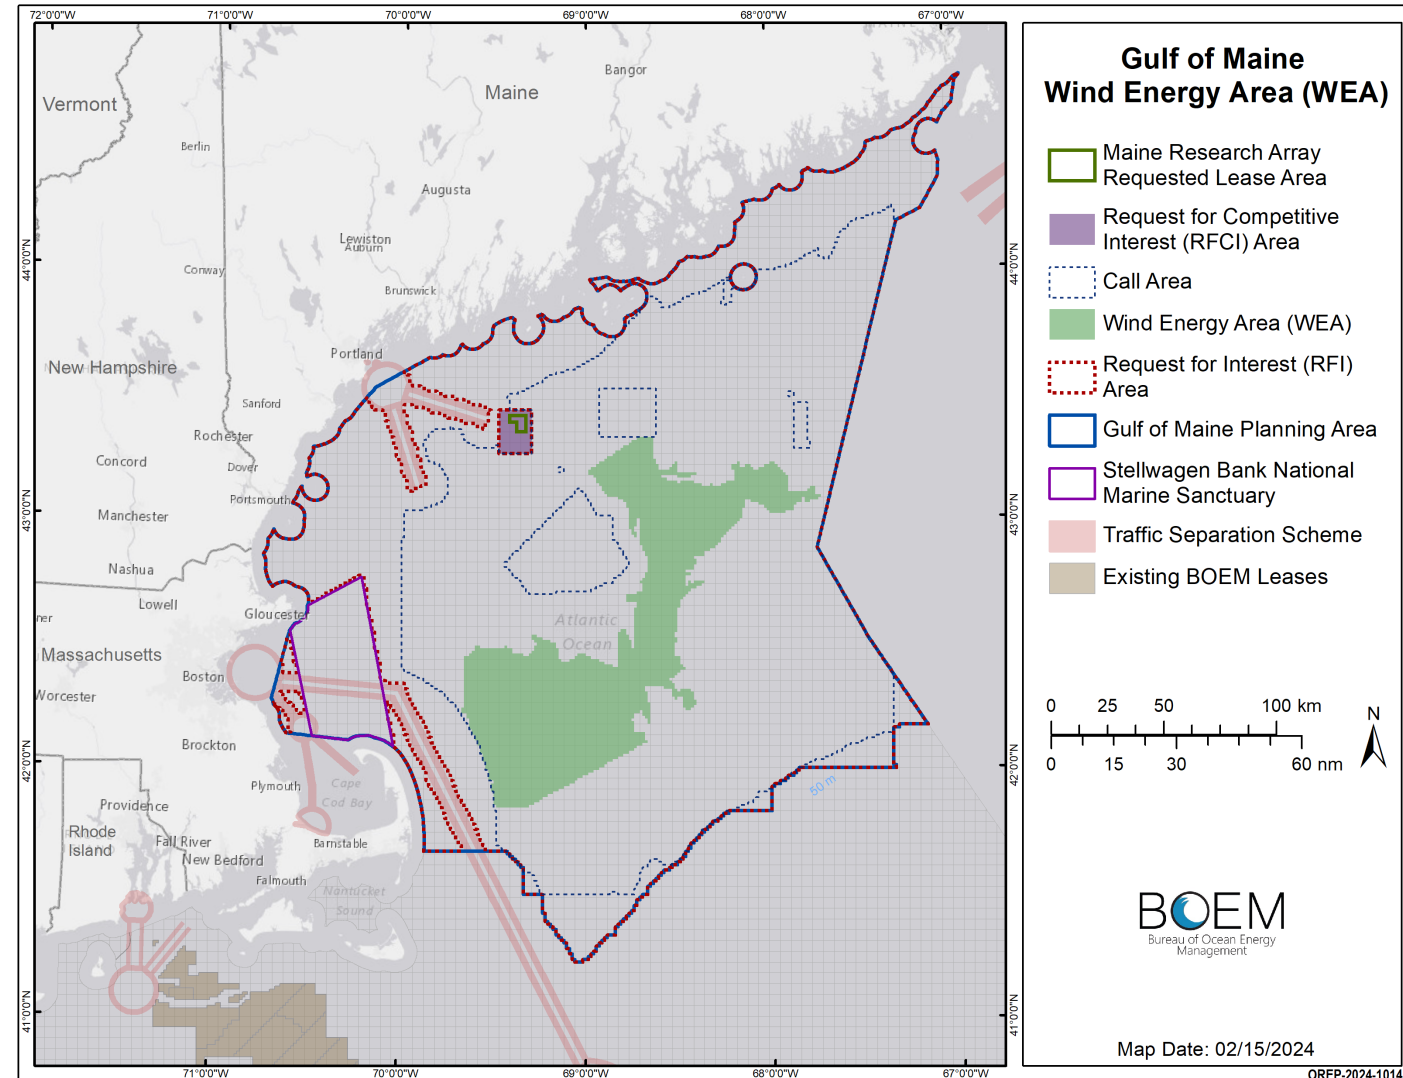 72°0'0"W
71°0'0"W
70°0'0"W
69°0'0"W
68°0'0"W
67°0'0"W
Bangor
Maine
Vermont
Berlin
Augusta
Lewiston
Auburn
Conway
44°0'0"N
44°0'0"N
Brunswick
Portland
New Hampshire
Sanford
Rochester
Concord
Dover
Portsmouth
43°0'0"N
43°0'0"N
Manchester
Nashua
Lowell
Gloucester
Atlantic
Ocean
Massachusetts
Boston
Worcester
Brockton
42°0'0"N
42°0'0"N
Plymouth
Cape
Cod Bay
50 m
Providence
Rhode
Island
Fall River
Barnstable
New Bedford
Falmouth
Nantucket
Sound
41°0'0"N
41°0'0"N
71°0'0"W
70°0'0"W
69°0'0"W
68°0'0"W
67°0'0"W
Gulf of Maine
Wind Energy Area (WEA)
Maine Research Array
Requested Lease Area
Request for Competitive
Interest (RFCI) Area
Call Area
Wind Energy Area (WEA)
Request for Interest (RFI)
Area
Gulf of Maine Planning Area
Stellwagen Bank National
Marine Sanctuary
Traffic Separation Scheme
Existing BOEM Leases
0 25 50 100 km
N
0 15 30 60 nm
BOEM
Bureau of Ocean Energy
Management
Map Date: 02/15/2024
OREP-2024-1014